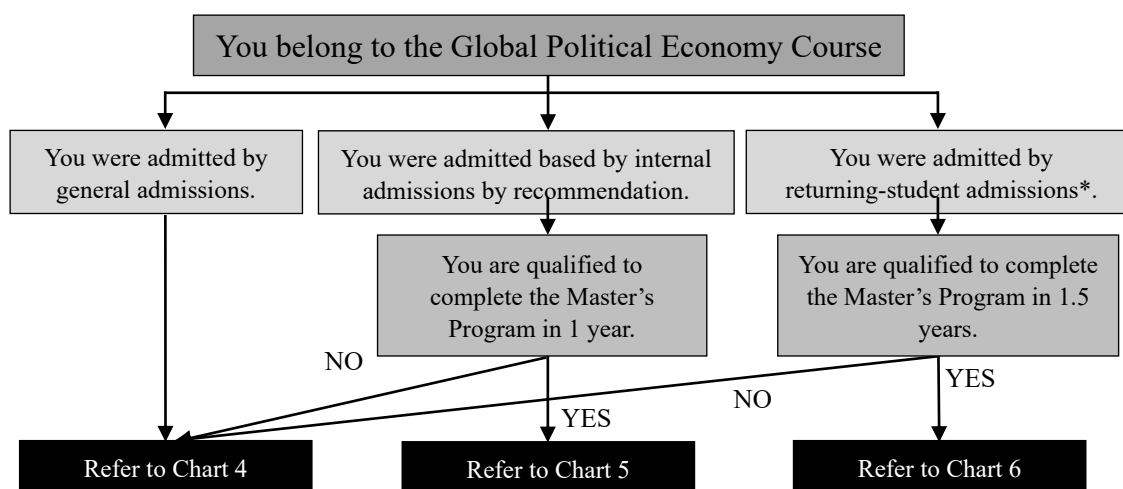 You belong to the Global Political Economy Course
You were admitted by
general admissions.
You were admitted based by internal
admissions by recommendation.
You were admitted by
returning-student admissions*.
You are qualified to
complete the Master’s
Program in 1 year.
You are qualified to complete
the Master’s Program in 1.5
years.
NO
YES
NO
YES
Refer to Chart 4
Refer to Chart 5
Refer to Chart 6